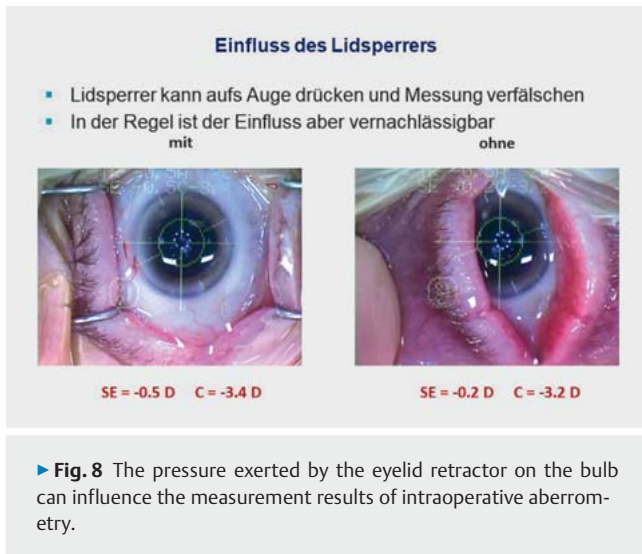 Einfluss des Lidsperrers
▪ Lidsperrer kann aufs Auge drücken und Messung verfälschen
▪ In der Regel ist der Einfluss aber vernachlässigbar
mit
ohne
SE = -0.5 D C = -3.4 D
SE = -0.2 D C = -3.2 D
▶ Fig. 8 The pressure exerted by the eyelid retractor on the bulb
can influence the measurement results of intraoperative aberrom-
etry.